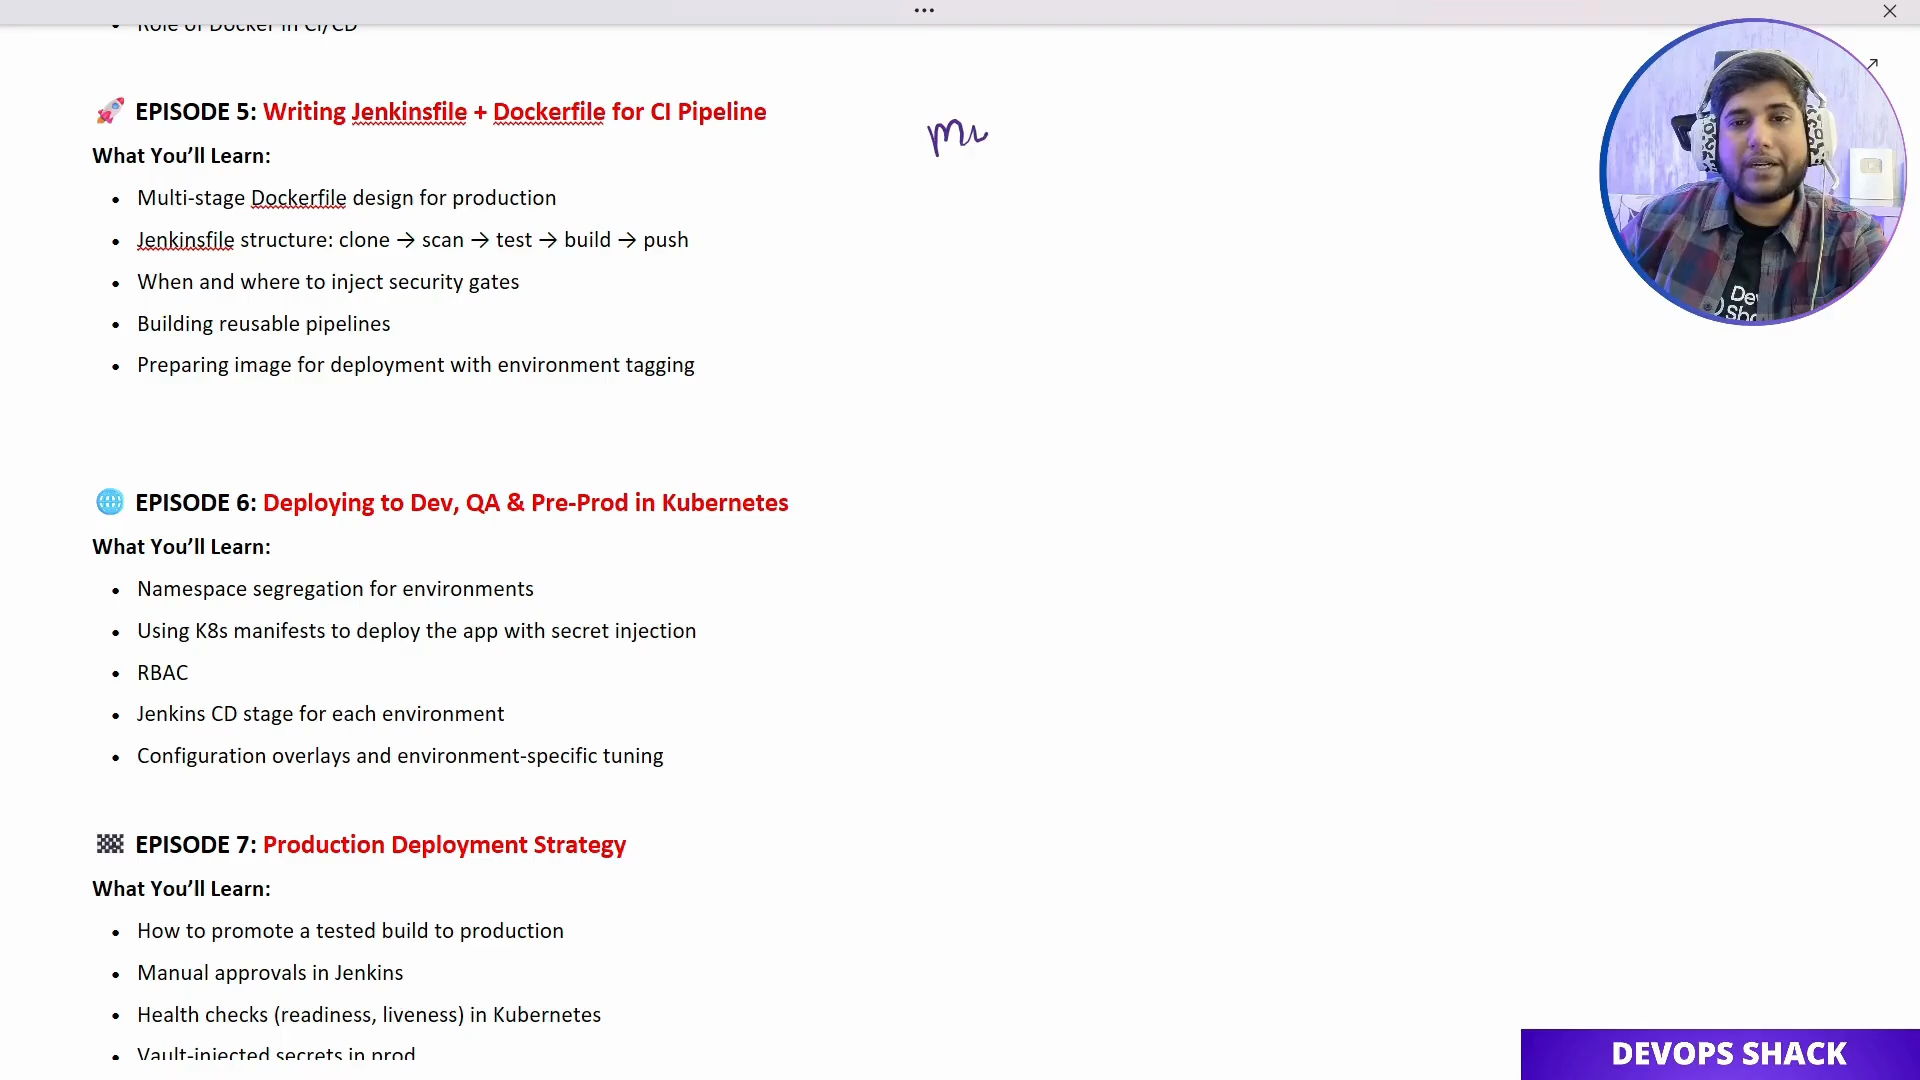 Role of Docker in CI/CD
EPISODE 5: Writing Jenkinsfile + Dockerfile for CI Pipeline
What You’ll Learn:
• Multi-stage Dockerfile design for production
• Jenkinsfile structure: clone → scan → test → build → push
• When and where to inject security gates
• Building reusable pipelines
• Preparing image for deployment with environment tagging
EPISODE 6: Deploying to Dev, QA & Pre-Prod in Kubernetes
What You’ll Learn:
• Namespace segregation for environments
• Using K8s manifests to deploy the app with secret injection
• RBAC
• Jenkins CD stage for each environment
• Configuration overlays and environment-specific tuning
EPISODE 7: Production Deployment Strategy
What You’ll Learn:
• How to promote a tested build to production
• Manual approvals in Jenkins
• Health checks (readiness, liveness) in Kubernetes
• Vault-injected secrets in prod
DEVOPS SHACK